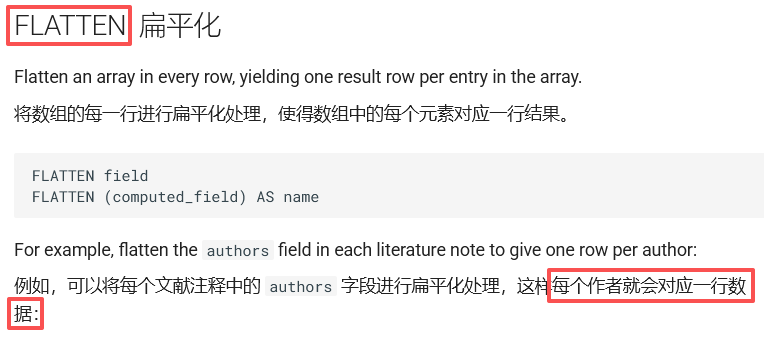 FLATTEN 扁平化
Flatten an array in every row, yielding one result row per entry in the array.
将数组的每一行进行扁平化处理，使得数组中的每个元素对应一行结果。
FLATTEN field
FLATTEN (computed_field) AS name
For example, flatten the authors field in each literature note to give one row per author:
例如，可以将每个文献注释中的 authors 字段进行扁平化处理，这样每个作者就会对应一行数
据：